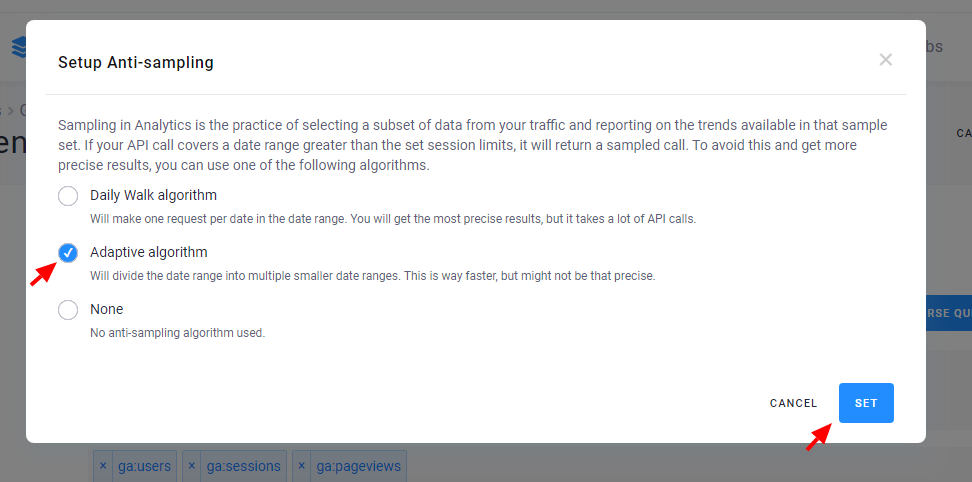 bs
Setup Anti-sampling
Sampling in Analytics is the practice of selecting a subset of data from your traffic and reporting on the trends available in that sample
set. If your API call covers a date range greater than the set session limits, it will return a sampled call. To avoid this and get more
precise results, you can use one of the following algorithms.
Daily Walk algorithm
Will make one request per date in the date range. You will get the most precise results, but it takes a lot of API calls.
Adaptive algorithm
Will divide the date range into multiple smaller date ranges. This is way faster, but might not be that precise.
None
No anti-sampling algorithm used.
CANCEL SET
en
CA
RSE QU
× ga:users × ga:sessions × ga:pageviews